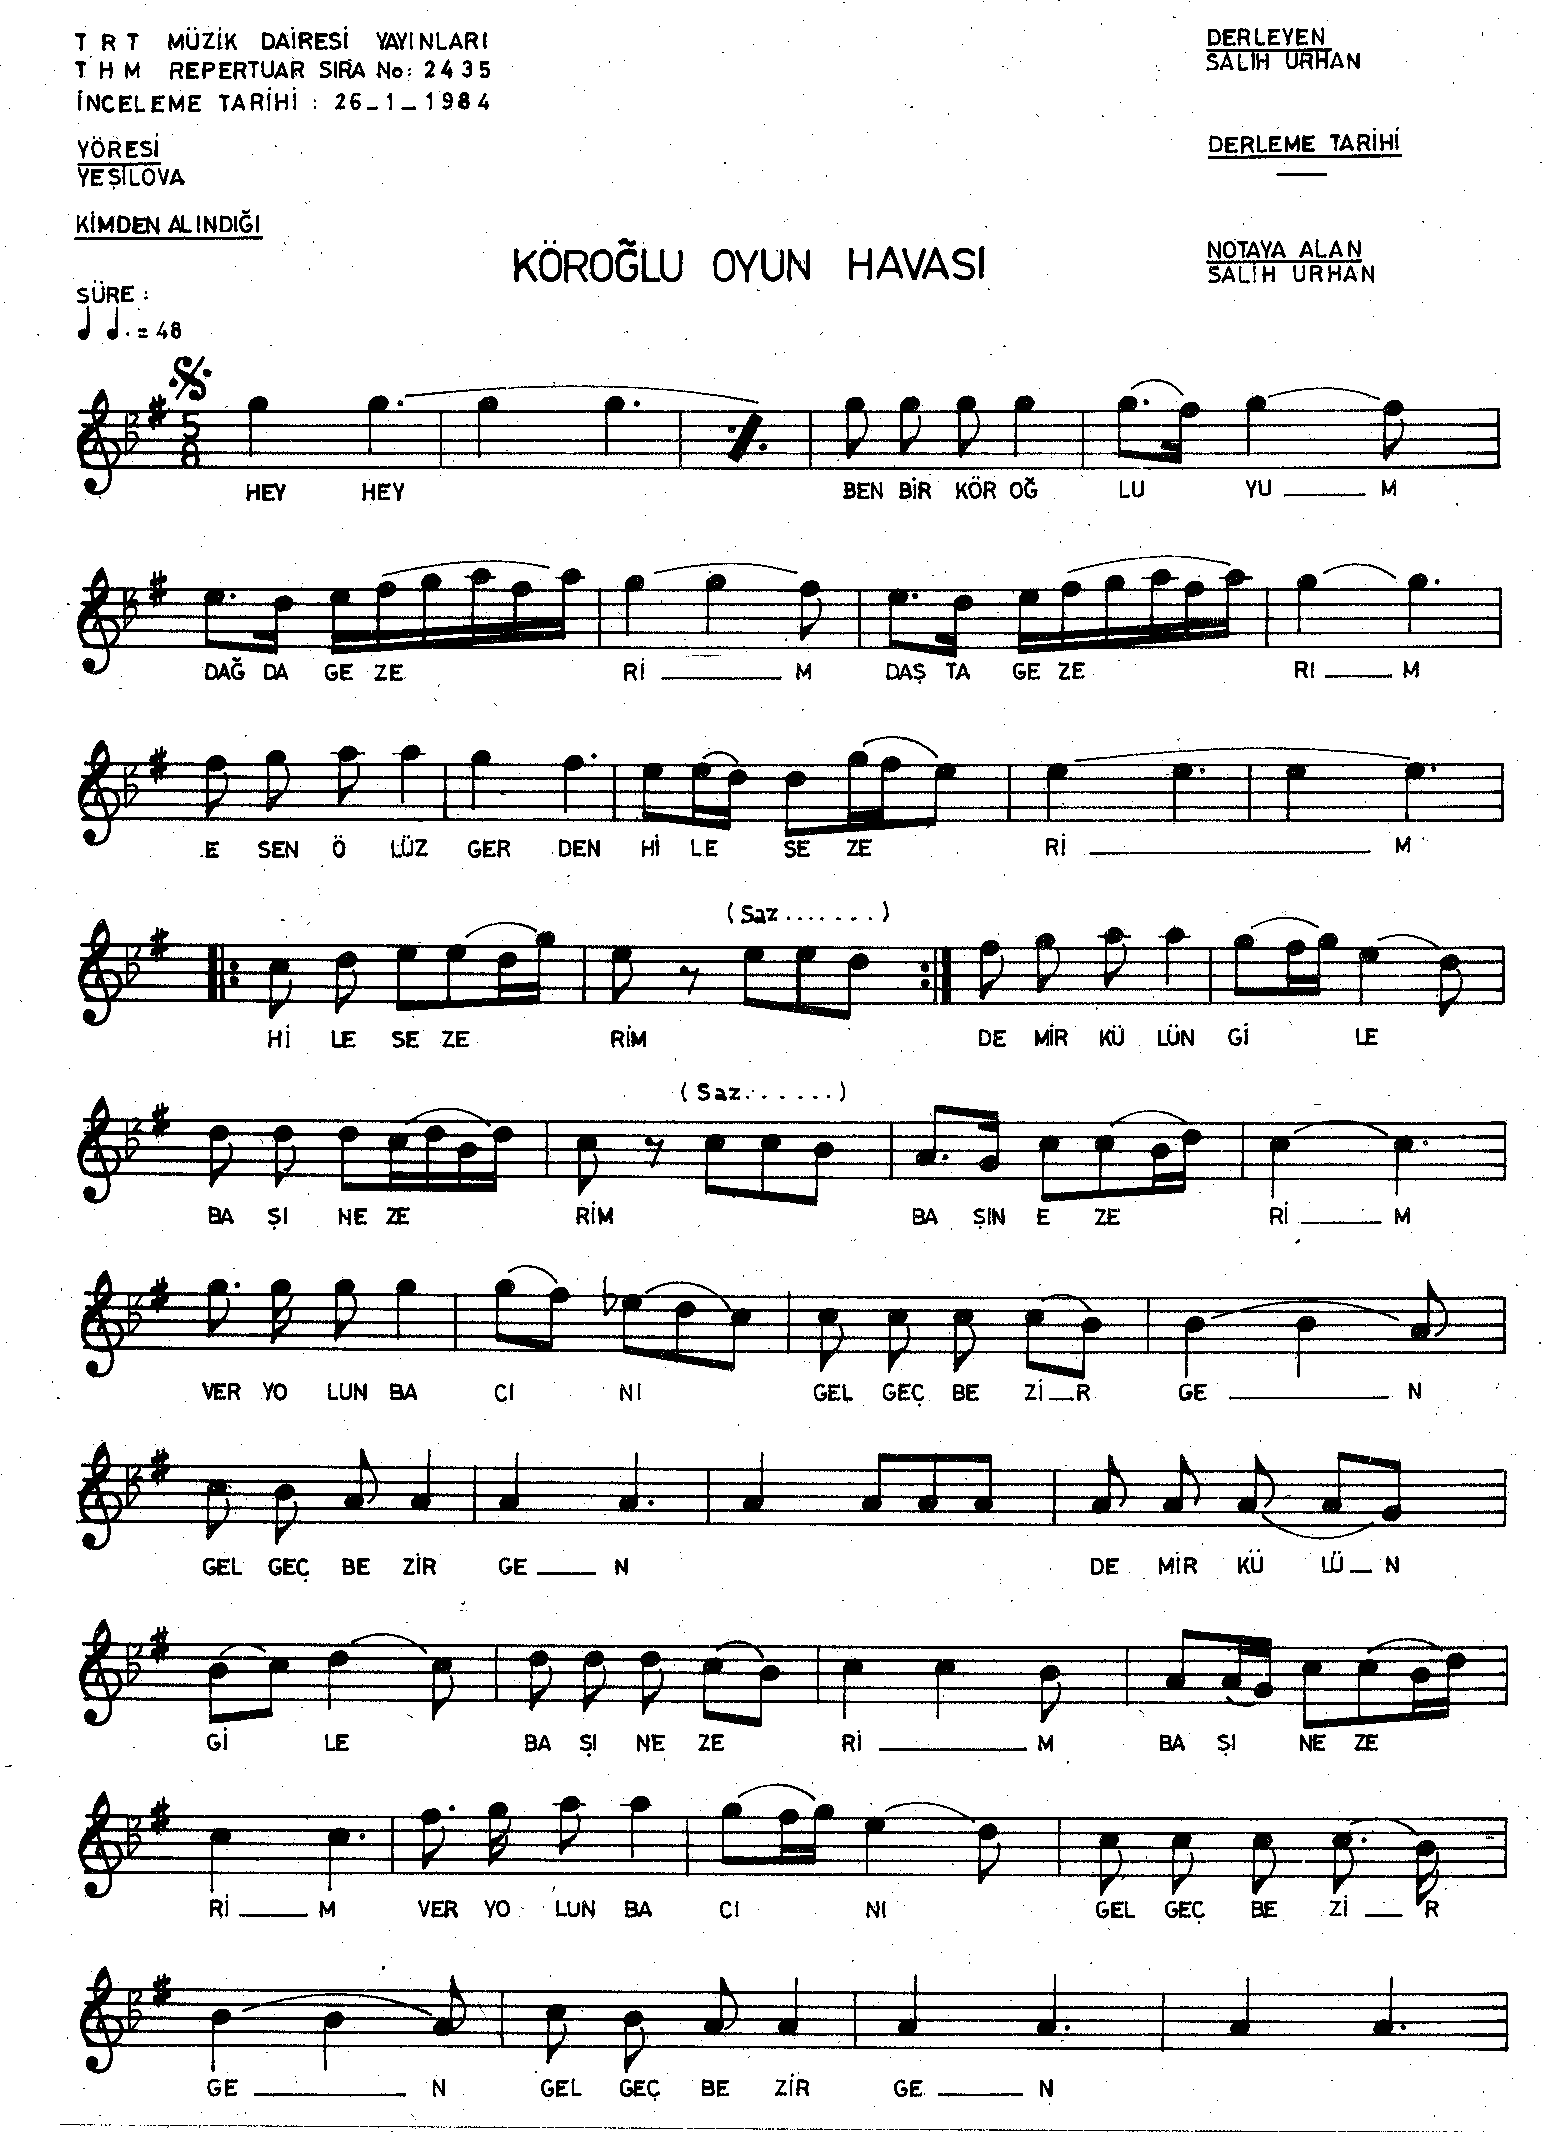 T R T MÜZİK DAİRESİ YAYINLARI
T H M REPERTUAR SIRA No: 2435
İNCELEME TARİHİ : 26_1_1984
YÖRESİ
YEŞİLOVA
KİMDEN ALINDIĞI
SÜRE :
= 48
DERLEYEN
SALİH URHAN
DERLEME TARİHİ
NOTAYA ALAN
SALİH URHAN
KÖROĞLU OYUN HAVASI
5
8
HEY HEY BEN BİR KÖR OĞ LU YU ___ M
DAĞ DA GE ZE Rİ ___ M DAŞ TA GE ZE RI ___ M
E SEN Ö LÜZ GER DEN Hİ LE SE ZE Rİ ___ M
(Saz.......)
Hİ LE SE ZE RİM DE MİR KÜ LÜN Gİ LE
(Saz.......)
BA ŞI NE ZE RİM BA ŞIN E ZE Rİ ___ M
VER YO LUN BA CI NI GEL GEÇ BE Zİ _ R GE ___ N
GEL GEÇ BE ZİR GE ___ N DE MİR KÜ LÜ _ N
Gİ LE BA ŞI NE ZE Rİ ___ M BA ŞI NE ZE
Rİ ___ M VER YO LUN BA CI NI GEL GEÇ BE Zİ __ R
GE ___ N GEL GEÇ BE ZİR GE ___ N